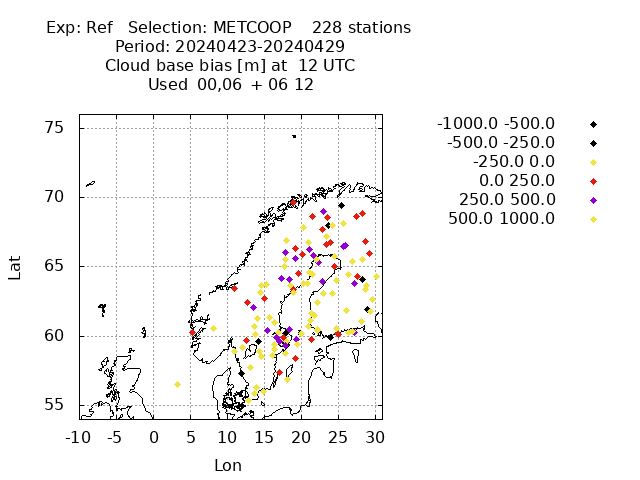 Exp: Ref   Selection: METCOOP    228 stations
Period: 20240423-20240429
Cloud base bias [m] at  12 UTC
Used  00,06  + 06 12
-1000.0 -500.0
-500.0 -250.0
-250.0 0.0
0.0 250.0
250.0 500.0
500.0 1000.0
75
70
65
60
55
Lat
-10 -5 0 5 10 15 20 25 30
Lon